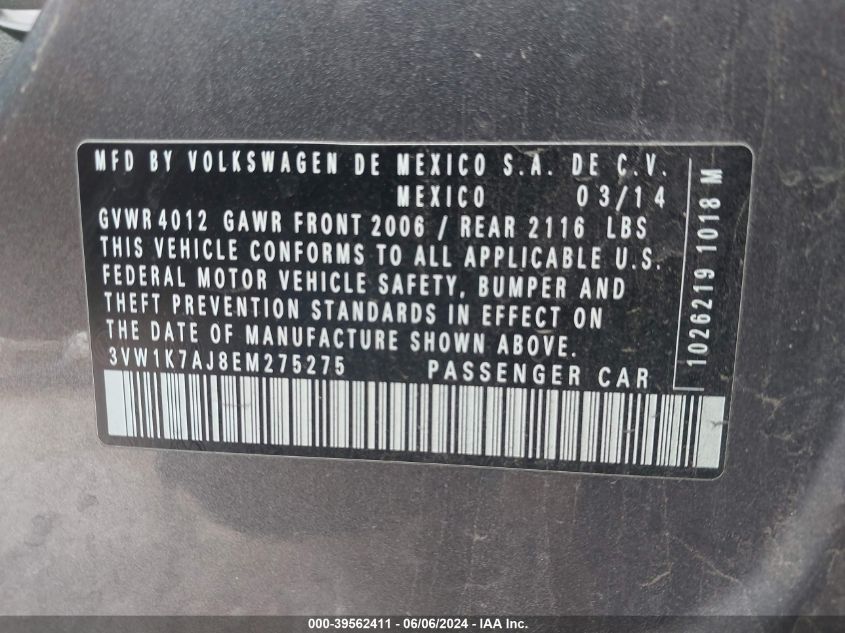 MFD BY VOLKSWAGEN DE MEXICO S.A. DE C.V.
MEXICO 03/14
GVWR 4012 GAWR FRONT 2006 / REAR 2116 LBS
THIS VEHICLE CONFORMS TO ALL APPLICABLE U.S.
FEDERAL MOTOR VEHICLE SAFETY, BUMPER AND
THEFT PREVENTION STANDARDS IN EFFECT ON
THE DATE OF MANUFACTURE SHOWN ABOVE.
3VW1K7AJ8EM275275 PASSENGER CAR
1026219 1018 M
000-39562411 - 06/06/2024 - IAA Inc.